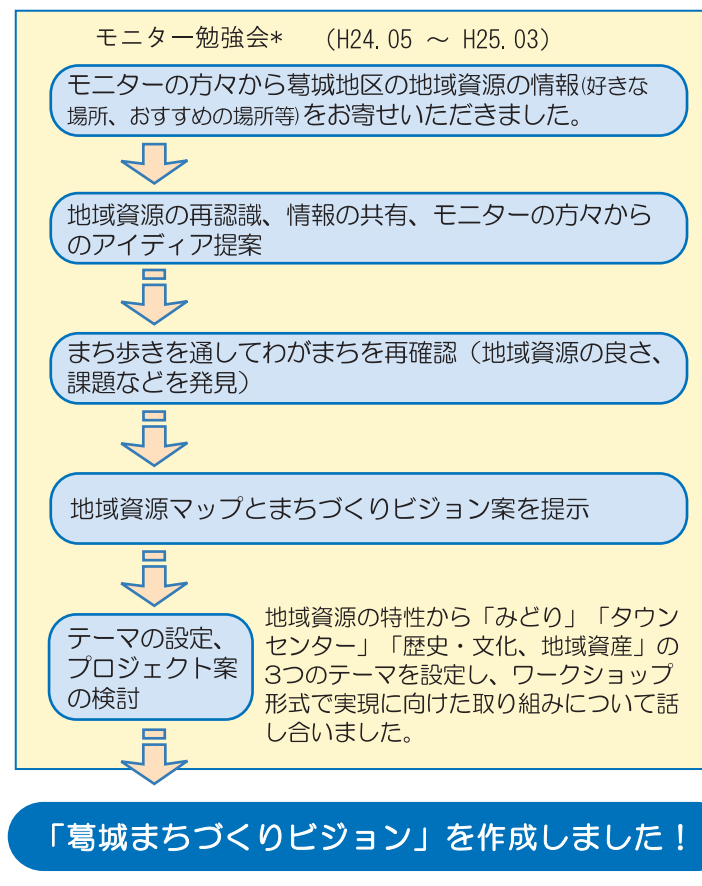 モニター勉強会* (H24.05 ～ H25.03)
モニターの方々から葛城地区の地域資源の情報(好きな
場所、おすすめの場所等)をお寄せいただきました。
地域資源の再認識、情報の共有、モニターの方々から
のアイディア提案
まち歩きを通してわがまちを再確認（地域資源の良さ、
課題などを発見）
地域資源マップとまちづくりビジョン案を提示
テーマの設定、
プロジェクト案
の検討
地域資源の特性から「みどり」「タウン
センター」「歴史・文化、地域資産」の
3つのテーマを設定し、ワークショップ
形式で実現に向けた取り組みについて話
し合いました。
「葛城まちづくりビジョン」を作成しました！